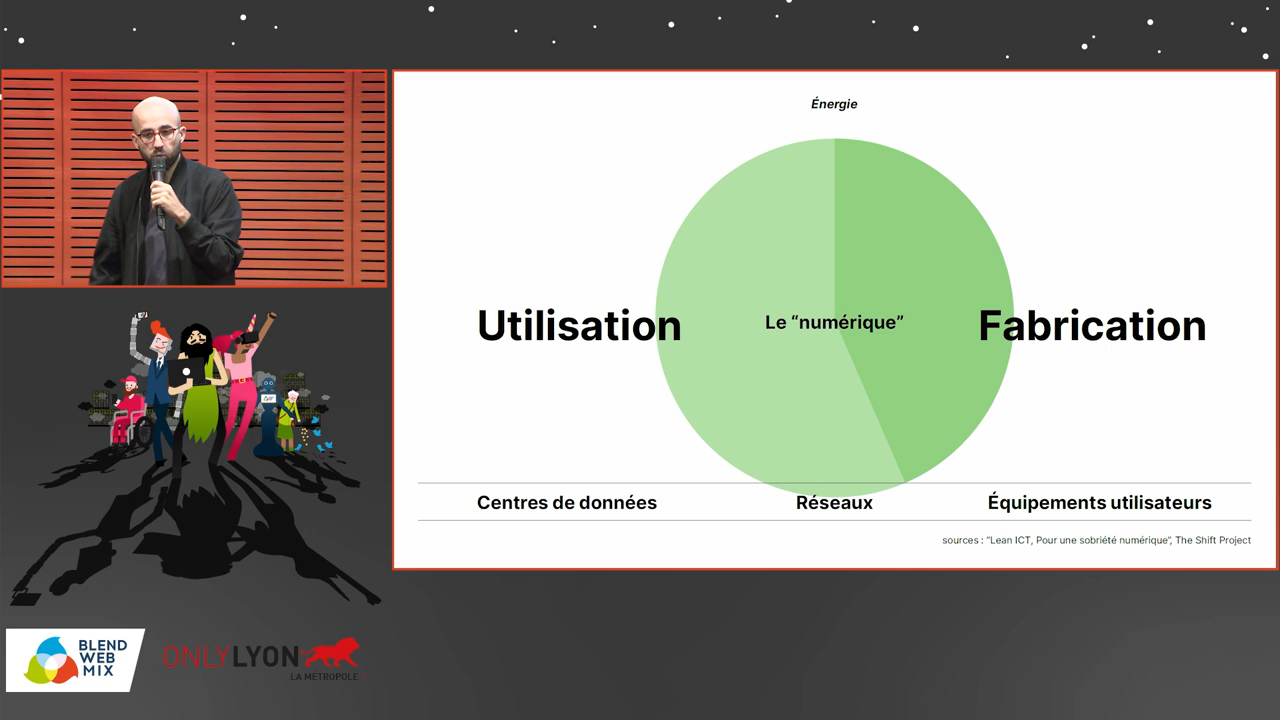 Énergie
Utilisation
Le “numérique”
Fabrication
Centres de données
Réseaux
Équipements utilisateurs
sources : “Lean ICT, Pour une sobriété numérique”, The Shift Project
BLEND
WEB
MIX
ONLYLYON
LA MÉTROPOLE